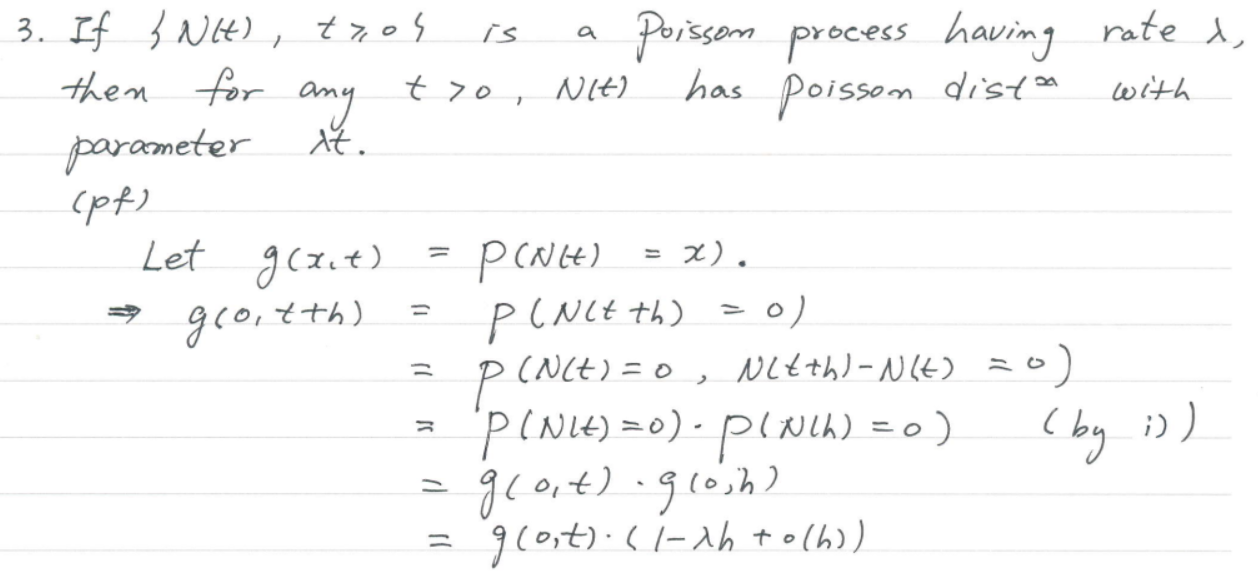 3. If { N(t), t ≥ 0 } is a Poisson process having rate λ,
then for any t > 0, N(t) has Poisson distⁿ with
parameter λt.
(pf)
Let g(x,t) = P(N(t) = x).
⇒ g(0, t+h) = P(N(t+h) = 0)
= P(N(t) = 0, N(t+h) - N(t) = 0)
= P(N(t) = 0) · P(N(h) = 0) (by i))
= g(0,t) · g(0,h)
= g(0,t) · (1 - λh + o(h))